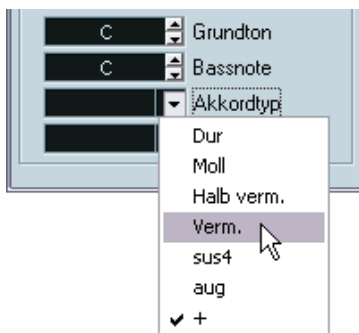 C Grundton
C Bassnote
Akkordtyp
Dur
Moll
Halb verm.
Verm.
sus4
aug
+